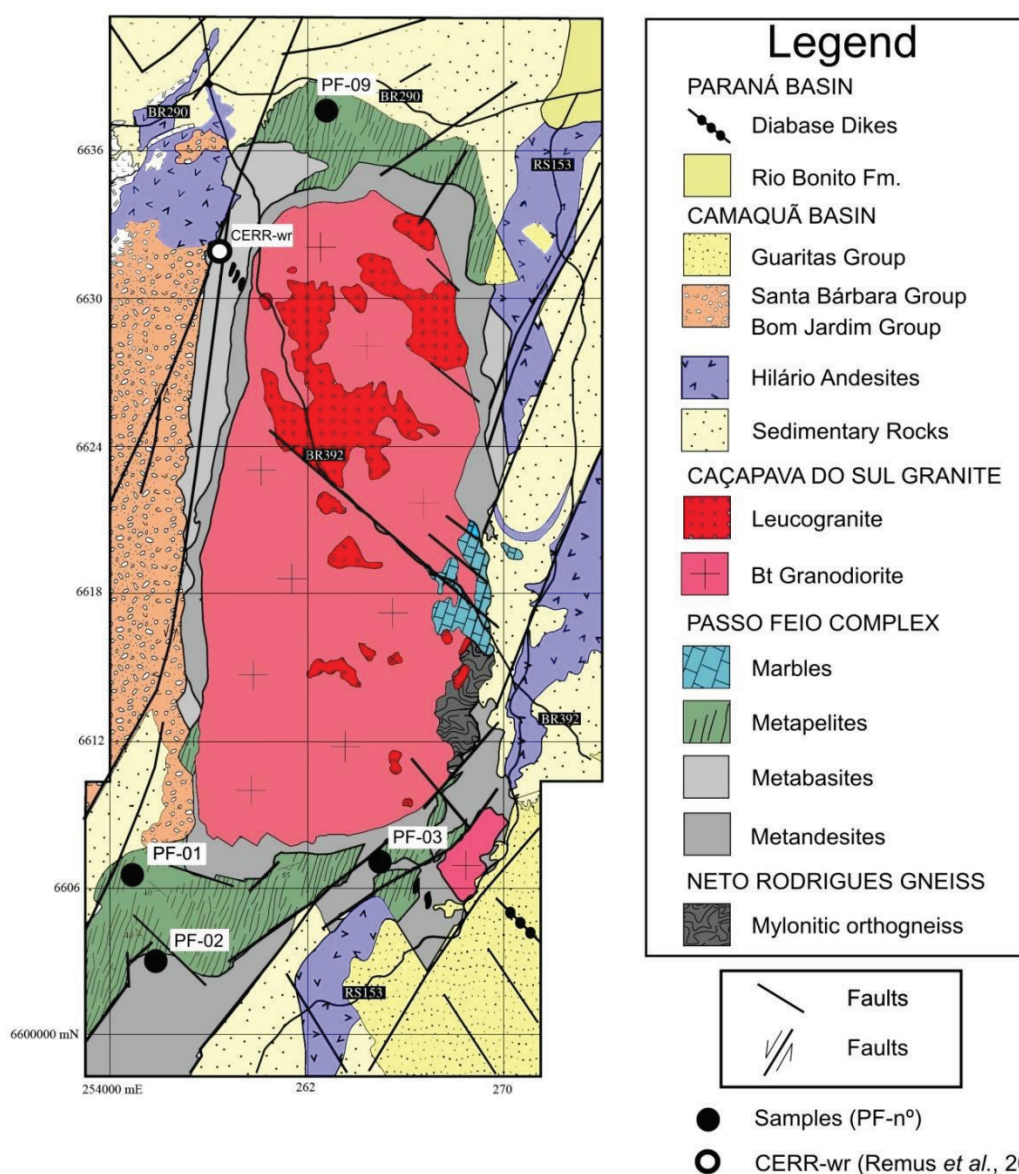 PF-09
BR290
BR290
6636
RS153
CERR-wr
6630
6624
BR392
6618
6612
BR392
PF-03
PF-01
6606
65
40
PF-02
RS153
6600000 mN
254000 mE
262
270
Legend
PARANÁ BASIN
Diabase Dikes
Rio Bonito Fm.
CAMAQUÃ BASIN
Guaritas Group
Santa Bárbara Group
Bom Jardim Group
Hilário Andesites
Sedimentary Rocks
CAÇAPAVA DO SUL GRANITE
Leucogranite
Bt Granodiorite
PASSO FEIO COMPLEX
Marbles
Metapelites
Metabasites
Metandesites
NETO RODRIGUES GNEISS
Mylonitic orthogneiss
Faults
Faults
Samples (PF-nº)
CERR-wr (Remus et al., 20